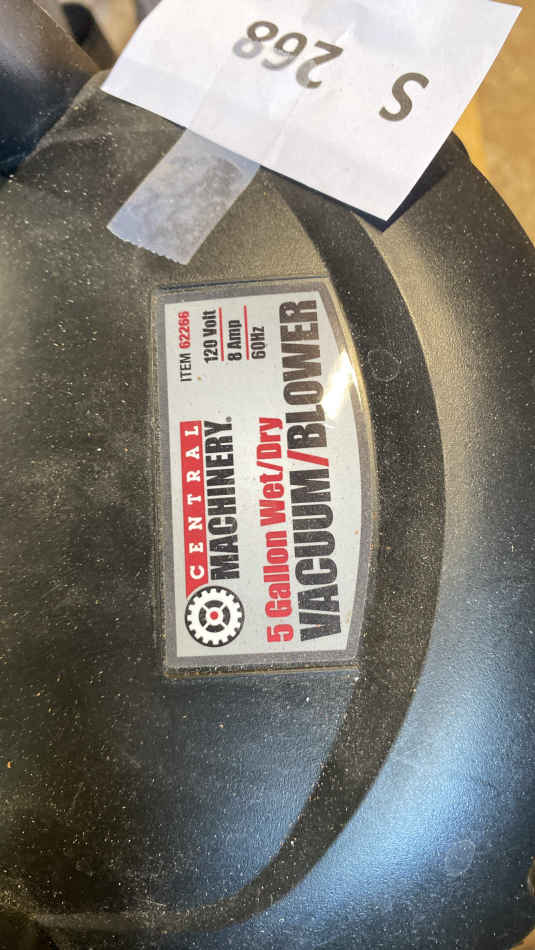 S 268
CENTRAL
MACHINERY®
ITEM 62266
120 Volt
8 Amp
60Hz
5 Gallon Wet/Dry
VACUUM/BLOWER